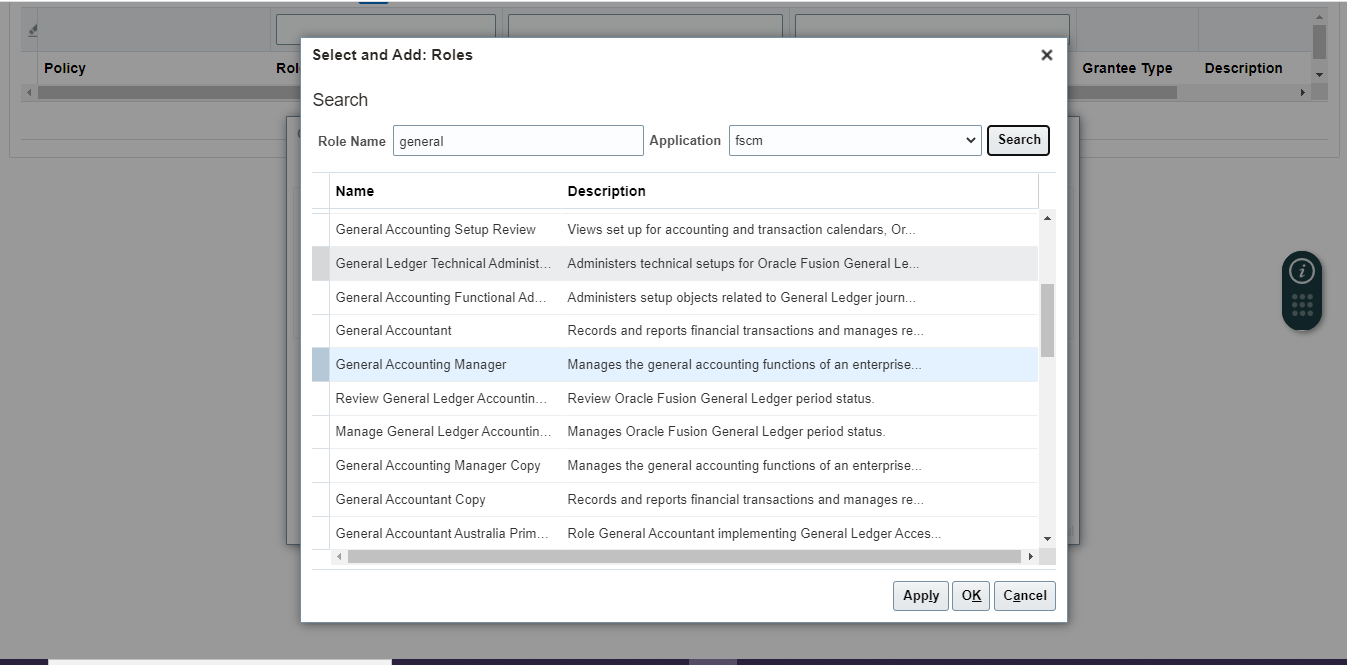 Select and Add: Roles
Policy
Rol
Grantee Type
Description
Search
Role Name general Application fscm Search
Name Description
General Accounting Setup Review Views set up for accounting and transaction calendars, Or...
General Ledger Technical Administ... Administers technical setups for Oracle Fusion General Le...
General Accounting Functional Ad... Administers setup objects related to General Ledger journ...
General Accountant Records and reports financial transactions and manages re...
General Accounting Manager Manages the general accounting functions of an enterprise...
Review General Ledger Accountin... Review Oracle Fusion General Ledger period status.
Manage General Ledger Accountin... Manages Oracle Fusion General Ledger period status.
General Accounting Manager Copy Manages the general accounting functions of an enterprise...
General Accountant Copy Records and reports financial transactions and manages re...
General Accountant Australia Prim... Role General Accountant implementing General Ledger Acces...
Apply OK Cancel